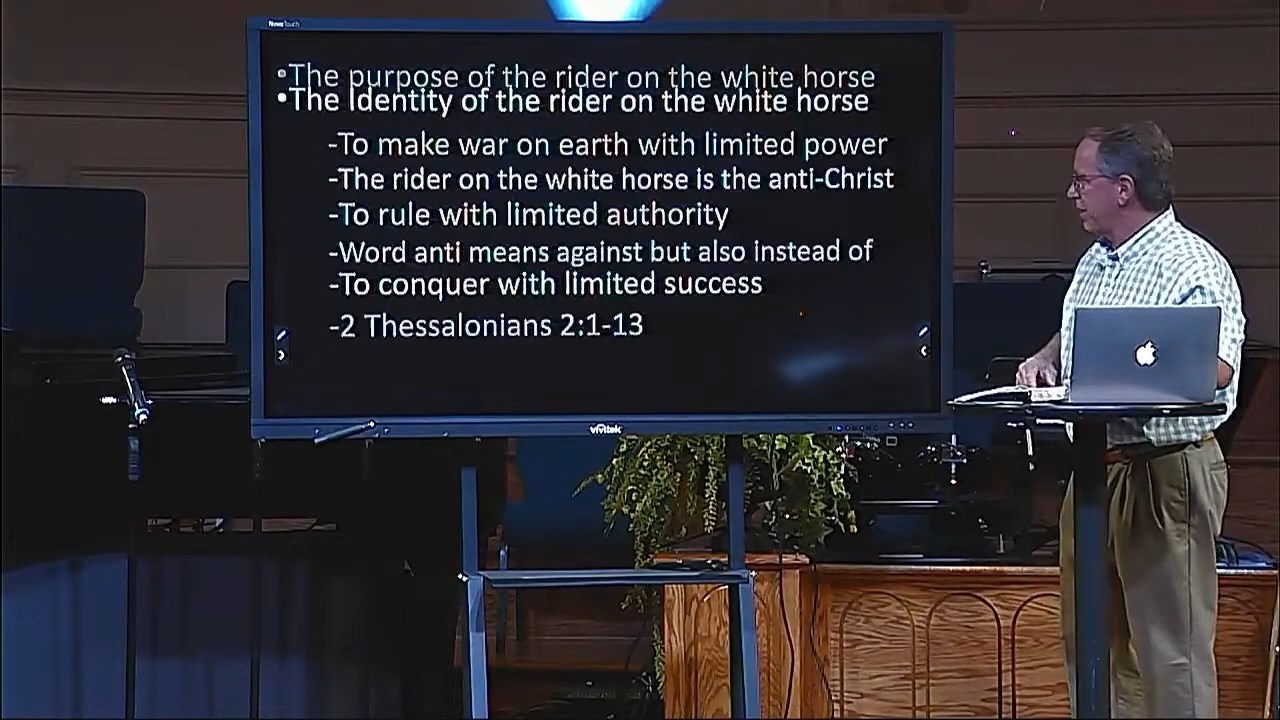 NovoTouch
•The purpose of the rider on the white horse
•The Identity of the rider on the white horse
-To make war on earth with limited power
-The rider on the white horse is the anti-Christ
-To rule with limited authority
-Word anti means against but also instead of
-To conquer with limited success
-2 Thessalonians 2:1-13
vivitek